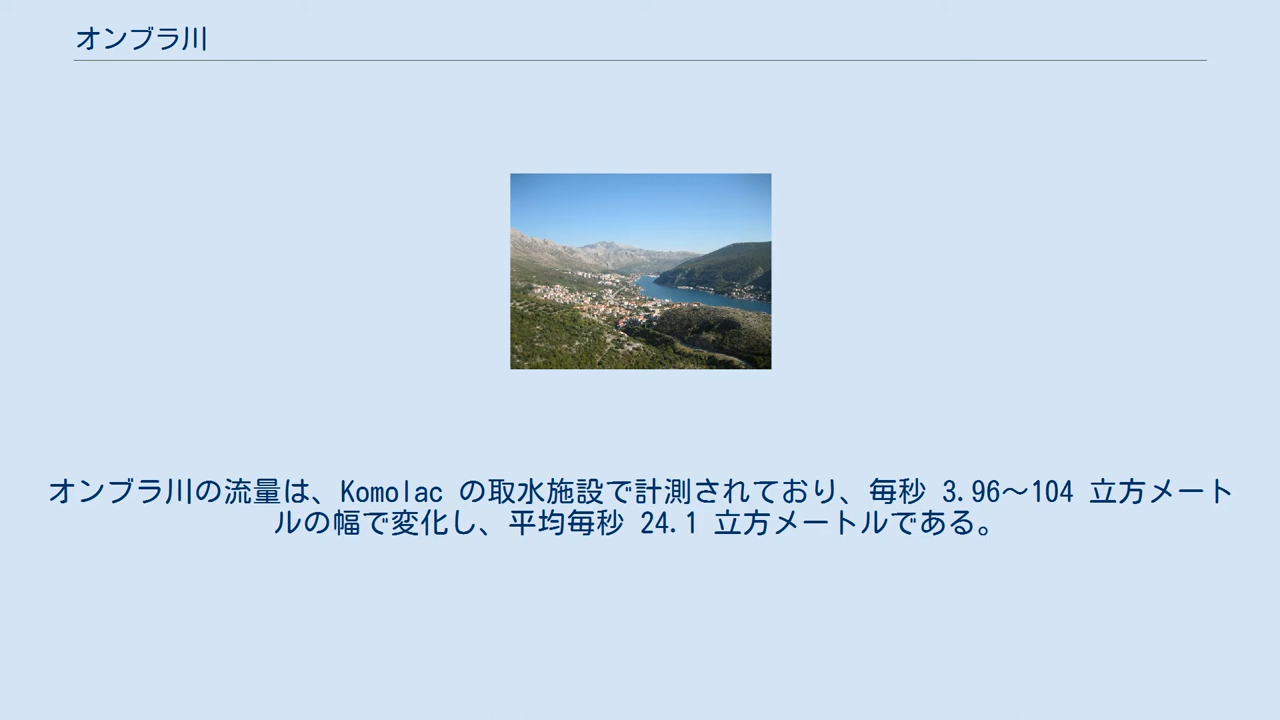 オンブラ川
オンブラ川の流量は、Komolac の取水施設で計測されており、毎秒 3.96〜104 立方メート
ルの幅で変化し、平均毎秒 24.1 立方メートルである。